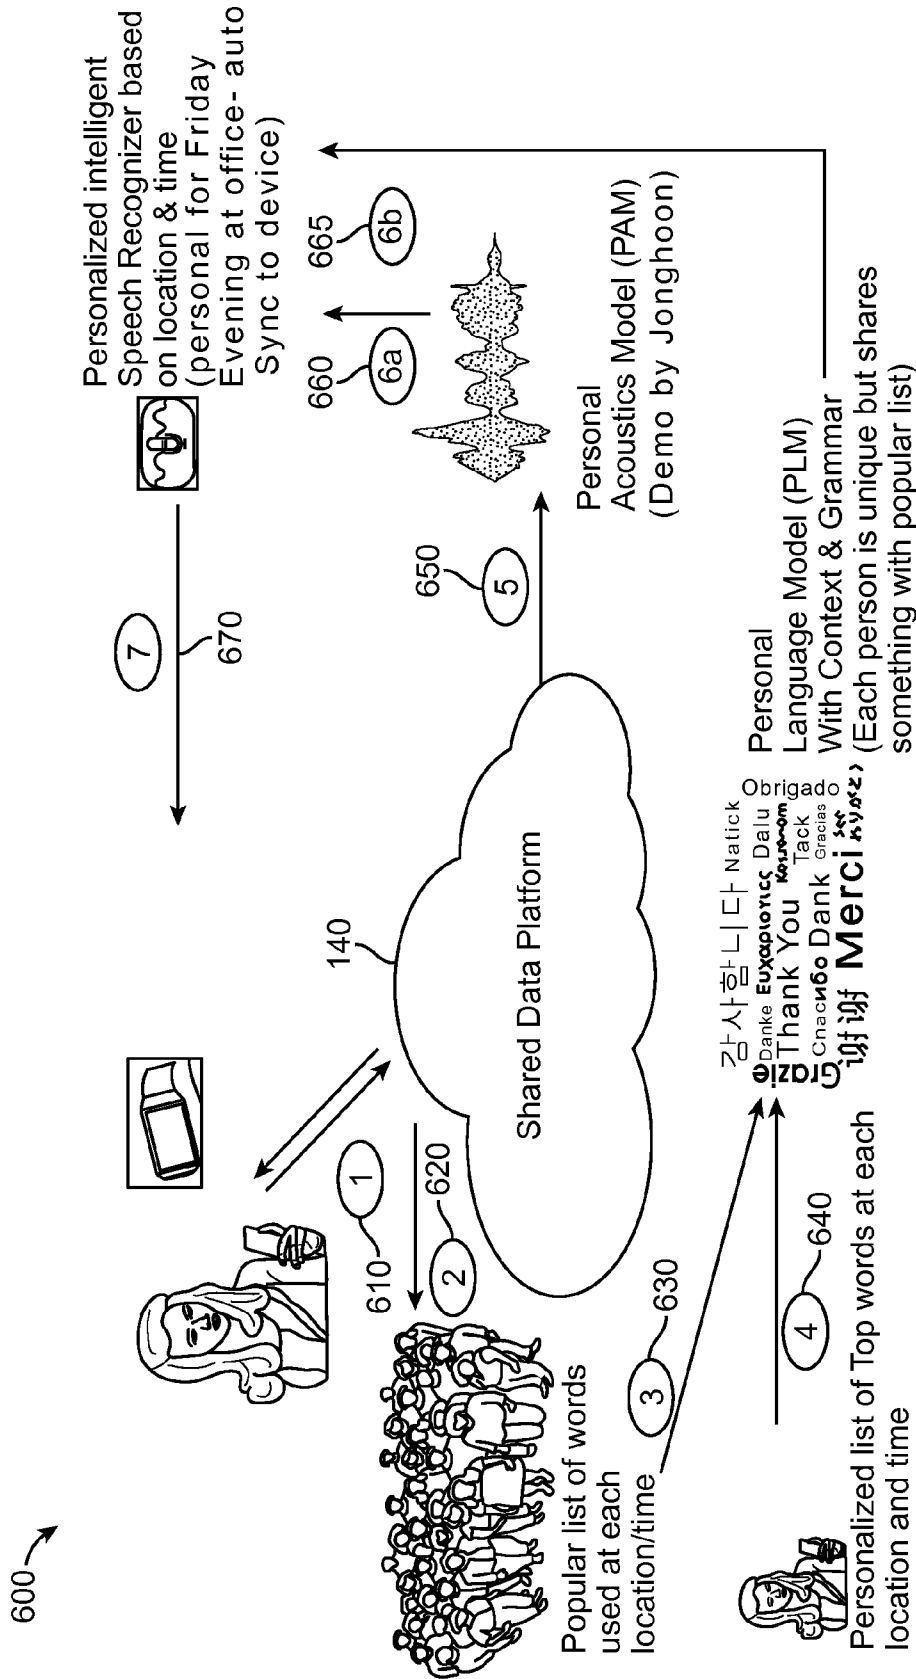 600
Personalized intelligent
Speech Recognizer based
on location & time
(personal for Friday
Evening at office- auto
Sync to device)
7
670
1
610
2
620
140
Shared Data Platform
5
650
6a
660
6b
665
Personal
Acoustics Model (PAM)
(Demo by Jonghoon)
Popular list of words
used at each
location/time
3
630
4
640
Personalized list of Top words at each
location and time
감사합니다 Natick
Danke Ευχαριστίες Dalu Obrigado
Thank You Tack
Grazie Спасибо Dank Gracias
谢谢 Merci
Personal
Language Model (PLM)
With Context & Grammar
(Each person is unique but shares
something with popular list)